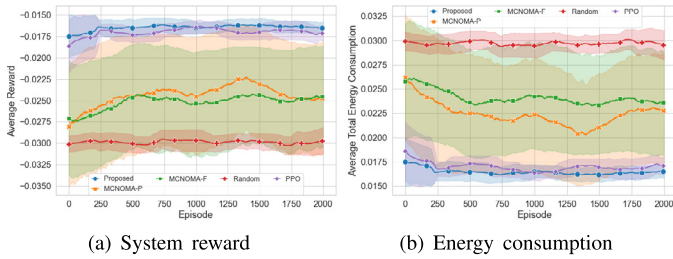 Average Reward
−0.0150
−0.0175
−0.0200
−0.0225
−0.0250
−0.0275
−0.0300
−0.0325
−0.0350
Proposed MCNOMA-F Random PPO
MCNOMA-P
0 250 500 750 1000 1250 1500 1750 2000
Episode
(a) System reward
Average Total Energy Consumption
0.0325
0.0300
0.0275
0.0250
0.0225
0.0200
0.0175
0.0150
Proposed MCNOMA-F Random PPO
MCNOMA-P
0 250 500 750 1000 1250 1500 1750 2000
Episode
(b) Energy consumption